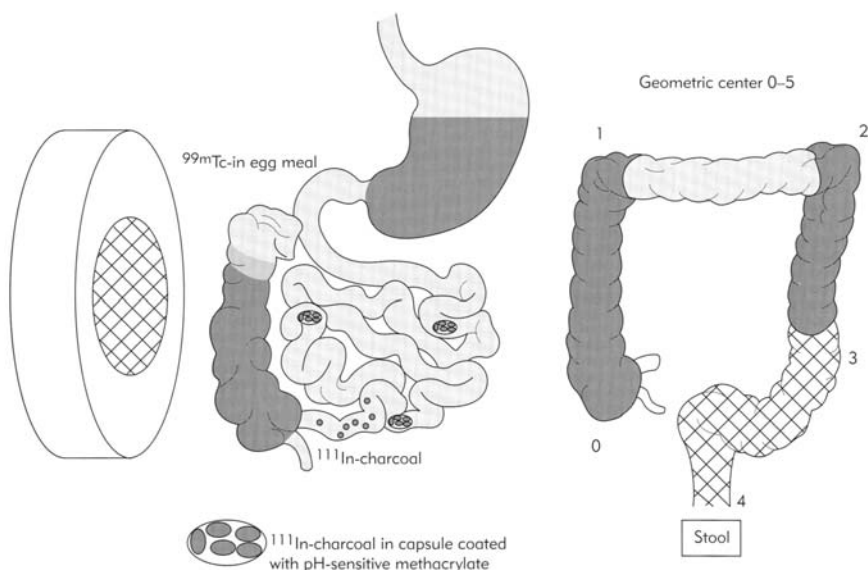 Geometric center 0–5
1
2
99mTc-in egg meal
3
111In-charcoal
0
4
Stool
111In-charcoal in capsule coated
with pH-sensitive methacrylate